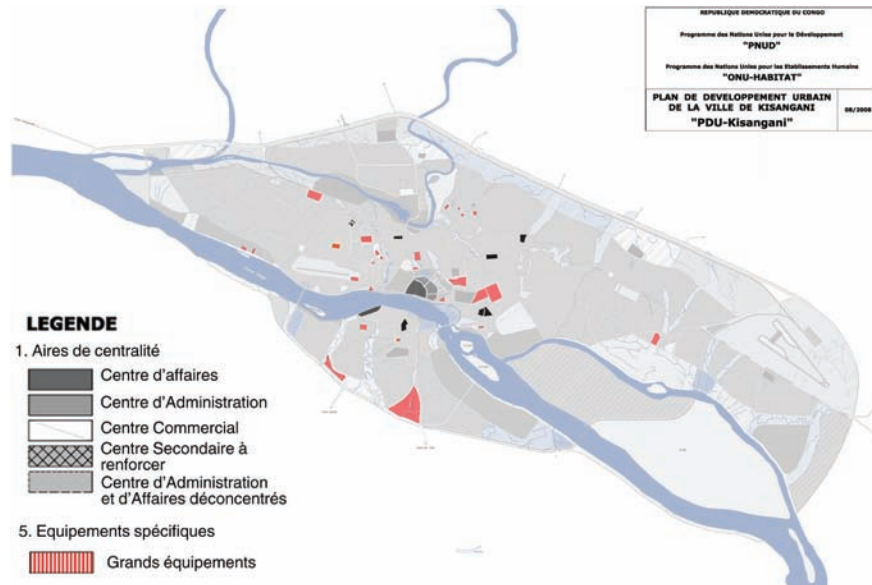 REPUBLIQUE DEMOCRATIQUE DU CONGO
Programme des Nations Unies pour le Développement
"PNUD"
Programme des Nations Unies pour les Etablissements Humains
"ONU-HABITAT"
PLAN DE DEVELOPPEMENT URBAIN
DE LA VILLE DE KISANGANI
"PDU-Kisangani"
08/2008
LEGENDE
1. Aires de centralité
Centre d'affaires
Centre d'Administration
Centre Commercial
Centre Secondaire à
renforcer
Centre d'Administration
et d'Affaires déconcentrés
5. Equipements spécifiques
Grands équipements